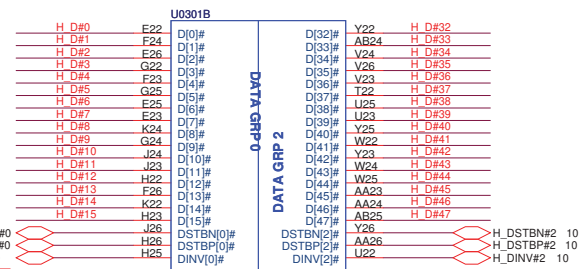 U0301B
H_D#0 E22 D[0]# D[32]# Y22 H_D#32
H_D#1 F24 D[1]# D[33]# AB24 H_D#33
H_D#2 E26 D[2]# D[34]# V24 H_D#34
H_D#3 G22 D[3]# D[35]# V26 H_D#35
H_D#4 F23 D[4]# D[36]# V23 H_D#36
H_D#5 G25 D[5]# D[37]# T22 H_D#37
H_D#6 E25 D[6]# D[38]# U25 H_D#38
H_D#7 E23 D[7]# D[39]# U23 H_D#39
H_D#8 K24 D[8]# D[40]# Y25 H_D#40
H_D#9 G24 D[9]# D[41]# W22 H_D#41
H_D#10 J24 D[10]# D[42]# Y23 H_D#42
H_D#11 J23 D[11]# D[43]# W24 H_D#43
H_D#12 H22 D[12]# D[44]# W25 H_D#44
H_D#13 F26 D[13]# D[45]# AA23 H_D#45
H_D#14 K22 D[14]# D[46]# AA24 H_D#46
H_D#15 H23 D[15]# D[47]# AB25 H_D#47
#0 J26 DSTBN[0]# DSTBN[2]# Y26 H_DSTBN#2 10
#0 H26 DSTBP[0]# DSTBP[2]# AA26 H_DSTBP#2 10
H25 DINV[0]# DINV[2]# U22 H_DINV#2 10
DATA GRP 0
DATA GRP 2